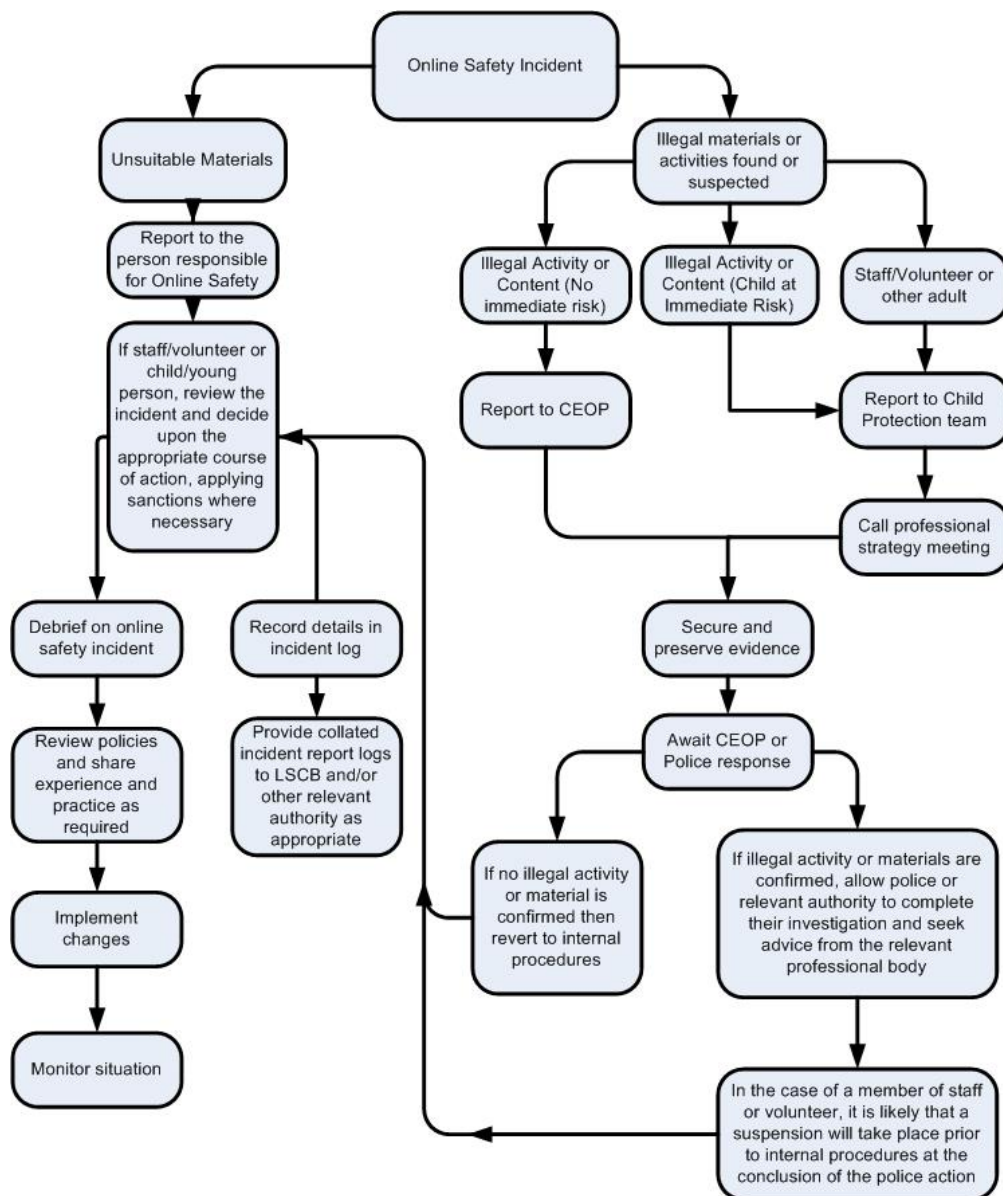 Online Safety Incident
Unsuitable Materials
Report to the
person responsible
for Online Safety
If staff/volunteer or
child/young
person, review the
incident and decide
upon the
appropriate course
of action, applying
sanctions where
necessary
Debrief on online
safety incident
Review policies
and share
experience and
practice as
required
Implement
changes
Monitor situation
Record details in
incident log
Provide collated
incident report logs
to LSCB and/or
other relevant
authority as
appropriate
Illegal materials or
activities found or
suspected
Illegal Activity or
Content (No
immediate risk)
Illegal Activity or
Content (Child at
Immediate Risk)
Staff/Volunteer or
other adult
Report to CEOP
Report to Child
Protection team
Call professional
strategy meeting
Secure and
preserve evidence
Await CEOP or
Police response
If no illegal activity
or material is
confirmed then
revert to internal
procedures
If illegal activity or materials are
confirmed, allow police or
relevant authority to complete
their investigation and seek
advice from the relevant
professional body
In the case of a member of staff
or volunteer, it is likely that a
suspension will take place prior
to internal procedures at the
conclusion of the police action